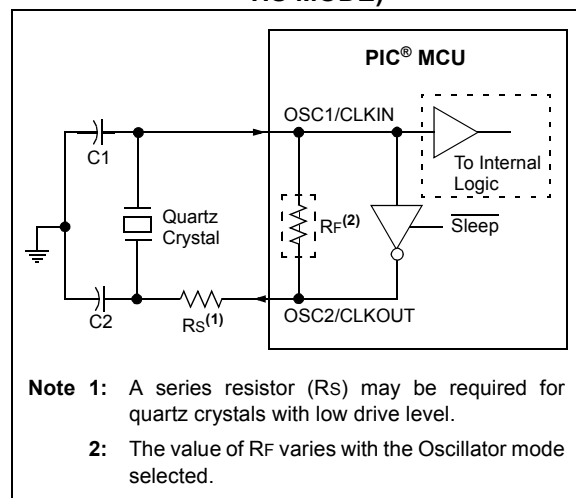 PIC® MCU
OSC1/CLKIN
C1
To Internal
Logic
Quartz
Crystal
RF(2)
Sleep
C2
RS(1)
OSC2/CLKOUT
Note 1: A series resistor (RS) may be required for
quartz crystals with low drive level.
2: The value of RF varies with the Oscillator mode
selected.